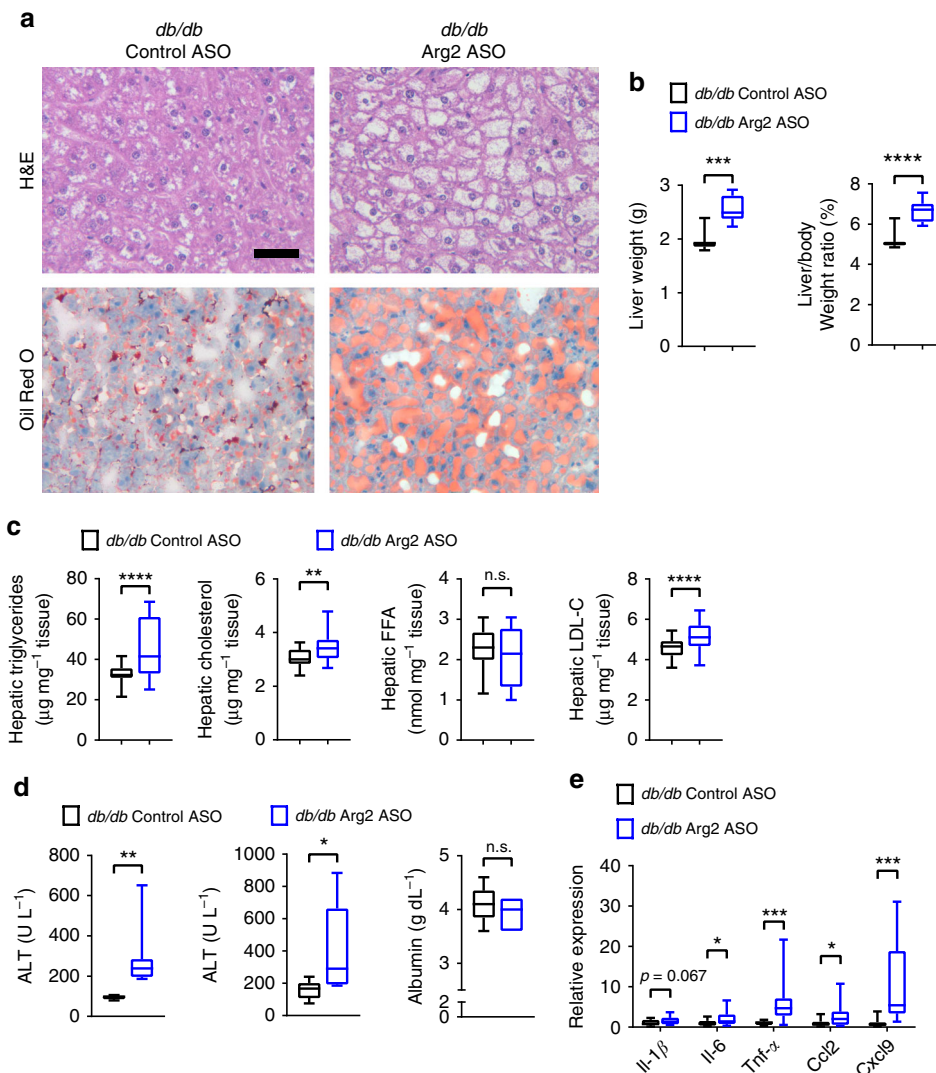 a
db/db
Control ASO
db/db
Arg2 ASO
H&E
Oil Red O
b
db/db Control ASO
db/db Arg2 ASO
***
Liver weight (g)
3
2
1
0
****
Liver/body
Weight ratio (%)
8
6
4
2
0
c
db/db Control ASO
db/db Arg2 ASO
****
Hepatic triglycerides
(μg mg⁻¹ tissue)
80
60
40
20
0
**
Hepatic cholesterol
(μg mg⁻¹ tissue)
6
4
2
0
n.s.
Hepatic FFA
(nmol mg⁻¹ tissue)
4
3
2
1
0
****
Hepatic LDL-C
(μg mg⁻¹ tissue)
8
6
4
2
0
d
db/db Control ASO
db/db Arg2 ASO
**
ALT (U L⁻¹)
800
600
400
200
0
*
ALT (U L⁻¹)
1000
800
600
400
200
0
n.s.
Albumin (g dL⁻¹)
5
4
3
2
0
e
db/db Control ASO
db/db Arg2 ASO
Relative expression
40
30
20
10
0
p = 0.067
*
***
*
***
Il-1β
Il-6
Tnf-α
Ccl2
Cxcl9